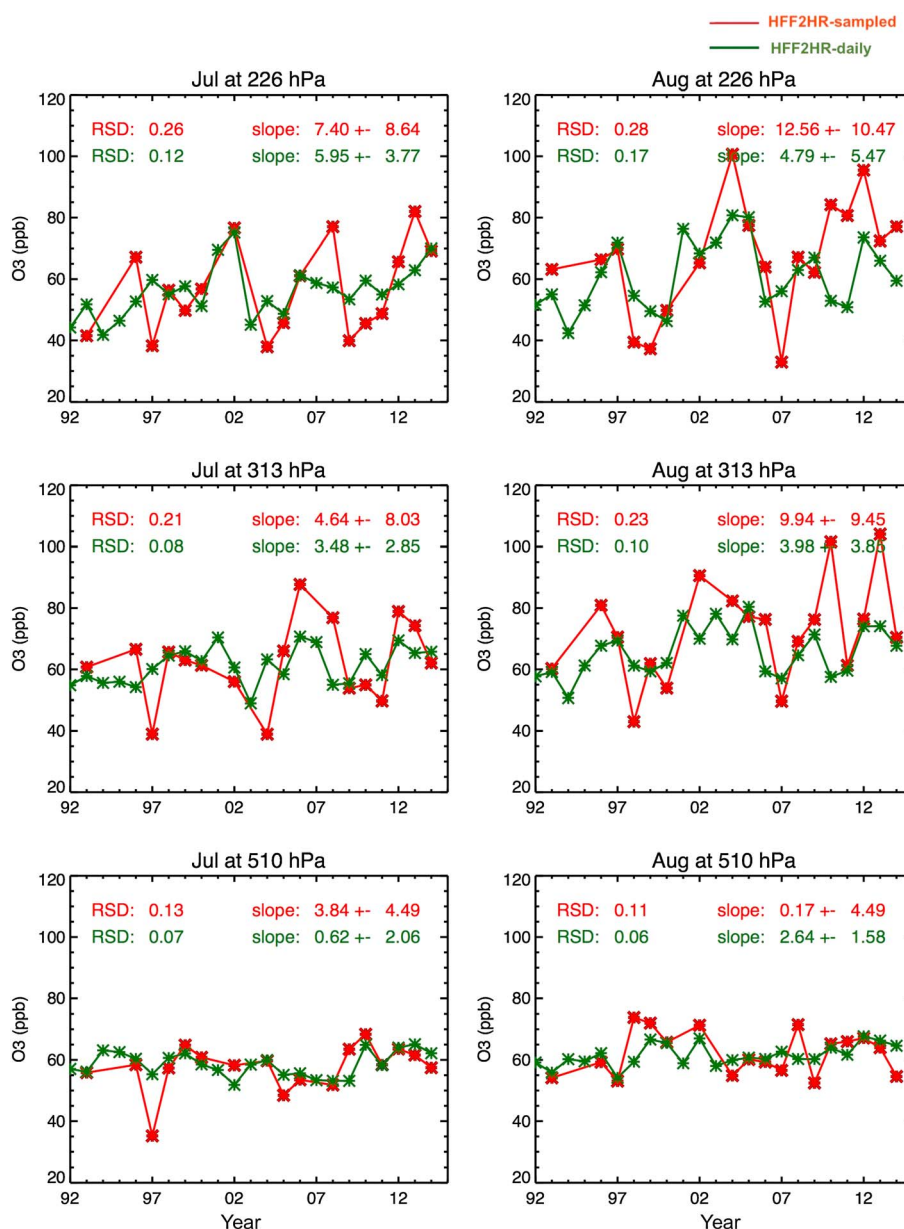 HFF2HR-sampled
HFF2HR-daily
Jul at 226 hPa
120
100
80
60
40
20
O3 (ppb)
RSD: 0.26 slope: 7.40 +- 8.64
RSD: 0.12 slope: 5.95 +- 3.77
92 97 02 07 12
Aug at 226 hPa
120
100
80
60
40
20
O3 (ppb)
RSD: 0.28 slope: 12.56 +- 10.47
RSD: 0.17 slope: 4.79 +- 5.47
92 97 02 07 12
Jul at 313 hPa
120
100
80
60
40
20
O3 (ppb)
RSD: 0.21 slope: 4.64 +- 8.03
RSD: 0.08 slope: 3.48 +- 2.85
92 97 02 07 12
Aug at 313 hPa
120
100
80
60
40
20
O3 (ppb)
RSD: 0.23 slope: 9.94 +- 9.45
RSD: 0.10 slope: 3.98 +-
92 97 02 07 12
Jul at 510 hPa
120
100
80
60
40
20
O3 (ppb)
RSD: 0.13 slope: 3.84 +- 4.49
RSD: 0.07 slope: 0.62 +- 2.06
92 97 02 07 12
Year
Aug at 510 hPa
120
100
80
60
40
20
O3 (ppb)
RSD: 0.11 slope: 0.17 +- 4.49
RSD: 0.06 slope: 2.64 +- 1.58
92 97 02 07 12
Year